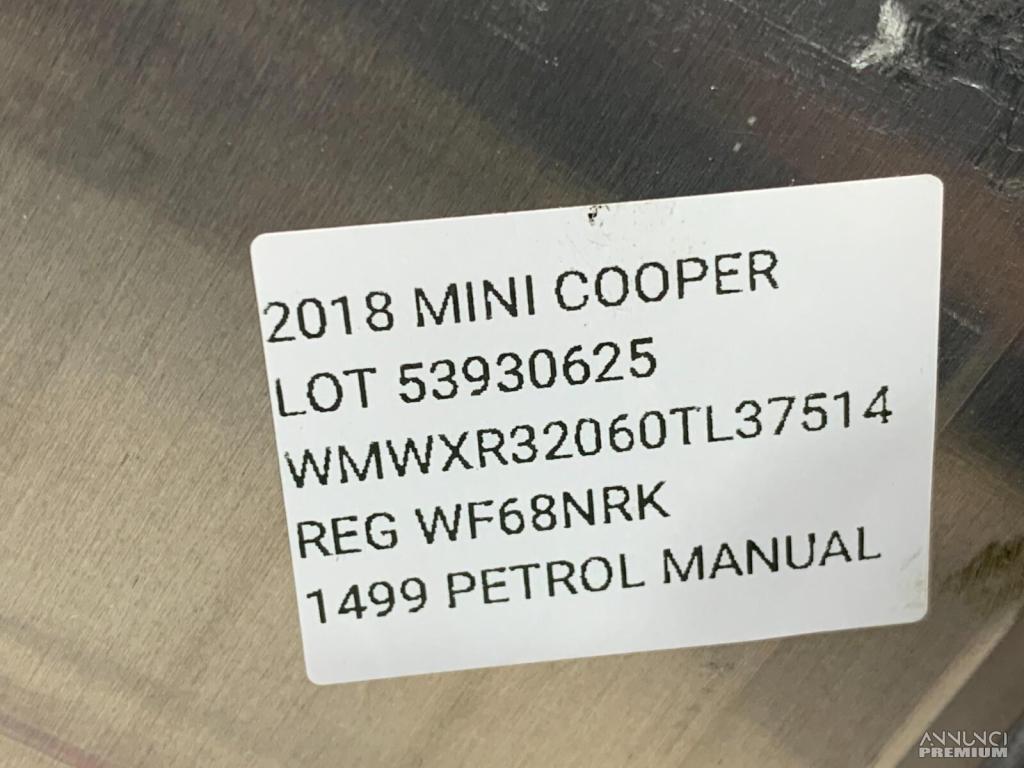 2018 MINI COOPER
LOT 53930625
WMWXR32060TL37514
REG WF68NRK
1499 PETROL MANUAL
ANNUNCI
PREMIUM